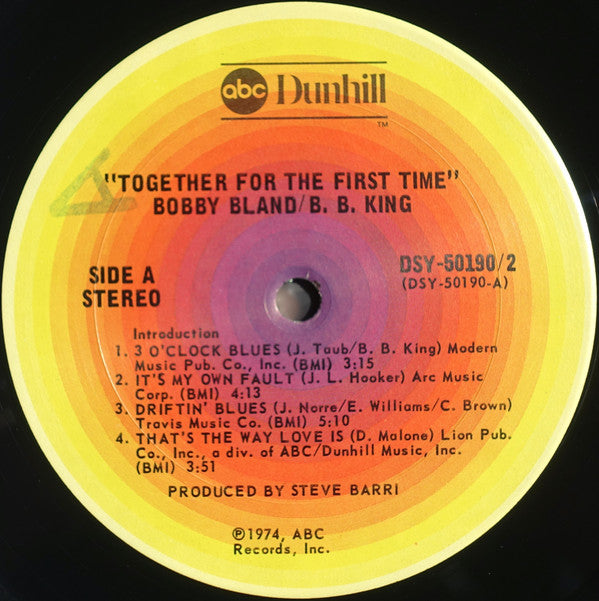 abc Dunhill
TM
"TOGETHER FOR THE FIRST TIME"
BOBBY BLAND/B. B. KING
SIDE A
STEREO
DSY-50190/2
(DSY-50190-A)
Introduction
1. 3 O'CLOCK BLUES (J. Taub/B. B. King) Modern
Music Pub. Co., Inc. (BMI) 3:15
2. IT'S MY OWN FAULT (J. L. Hooker) Arc Music
Corp. (BMI) 4:13
3. DRIFTIN' BLUES (J. Norre/E. Williams/C. Brown)
Travis Music Co. (BMI) 5:10
4. THAT'S THE WAY LOVE IS (D. Malone) Lion Pub.
Co., Inc., a div. of ABC/Dunhill Music, Inc.
(BMI) 3:51
PRODUCED BY STEVE BARRI
℗1974, ABC
Records, Inc.